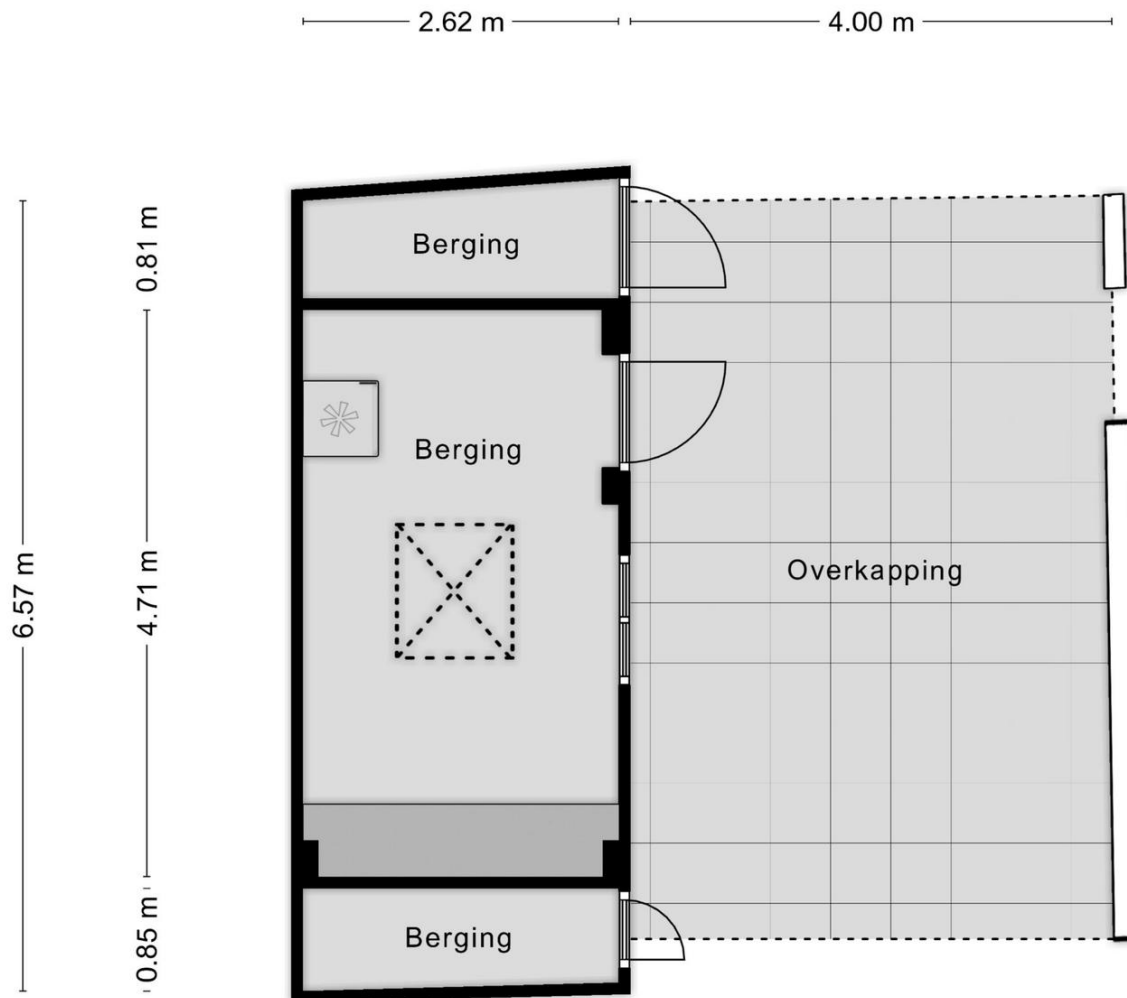 2.62 m
4.00 m
0.81 m
4.71 m
0.85 m
6.57 m
Berging
Berging
Overkapping
Berging